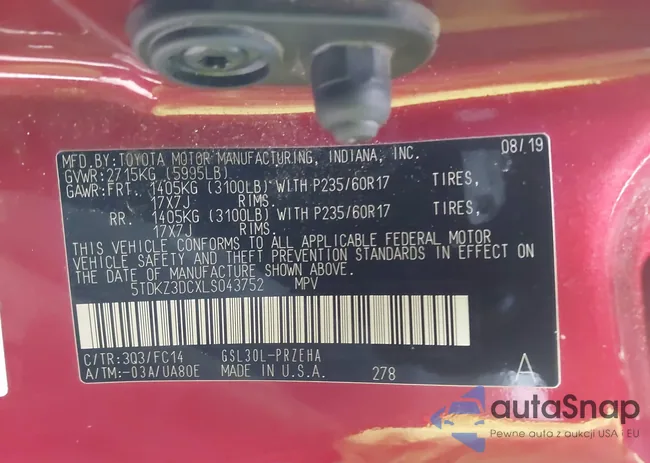 MFD.BY:TOYOTA MOTOR MANUFACTURING, INDIANA, INC. 08/19
GVWR:2715KG (5995LB)
GAWR:FRT. 1405KG (3100LB) WITH P235/60R17 TIRES,
17X7J RIMS.
RR. 1405KG (3100LB) WITH P235/60R17 TIRES,
17X7J RIMS.
THIS VEHICLE CONFORMS TO ALL APPLICABLE FEDERAL MOTOR
VEHICLE SAFETY AND THEFT PREVENTION STANDARDS IN EFFECT ON
THE DATE OF MANUFACTURE SHOWN ABOVE.
5TDKZ3DCXLS043752 MPV
C/TR:3Q3/FC14 GSL30L-PRZEHA
A/TM:-03A/UA80E MADE IN U.S.A. 278 A
autaSnap
Pewne auta z aukcji USA · EU